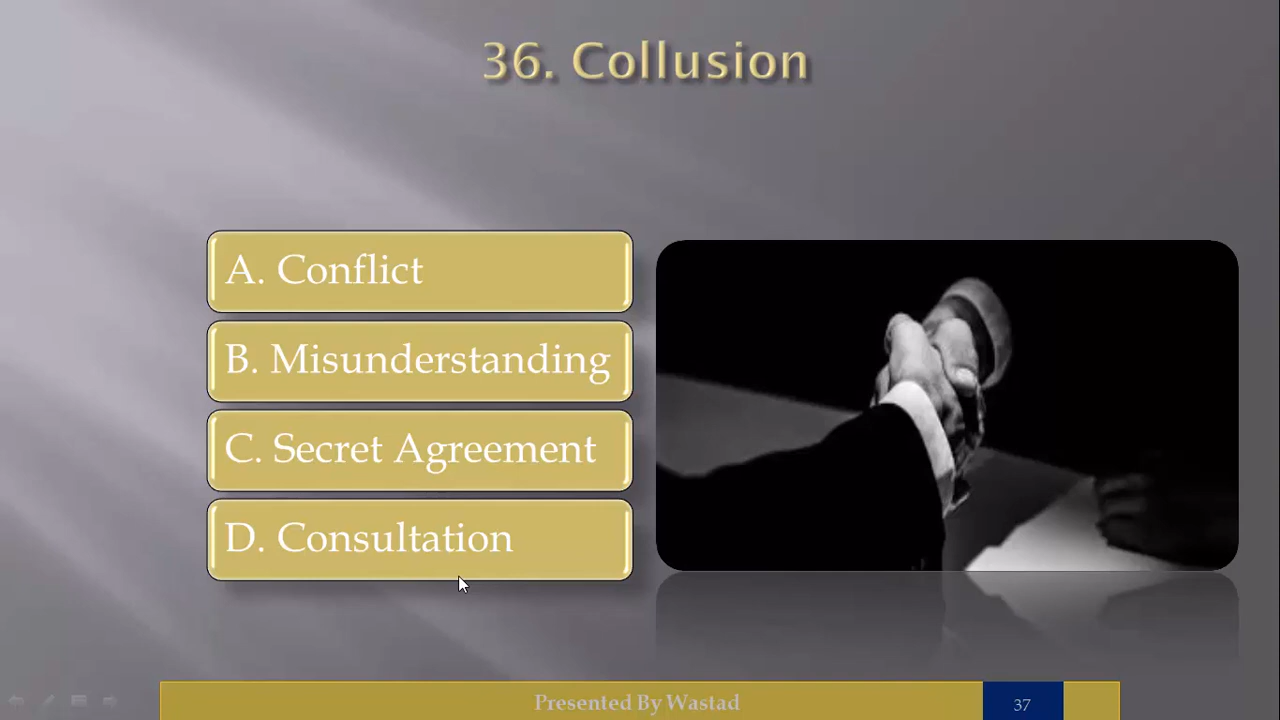 36. Collusion
A. Conflict
B. Misunderstanding
C. Secret Agreement
D. Consultation
Presented By Wastad
37